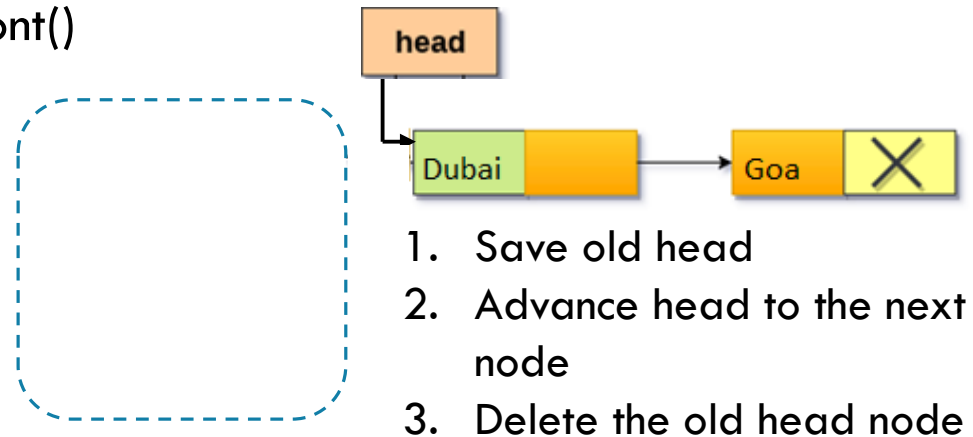 ont()
head
Dubai
Goa
1. Save old head
2. Advance head to the next
node
3. Delete the old head node